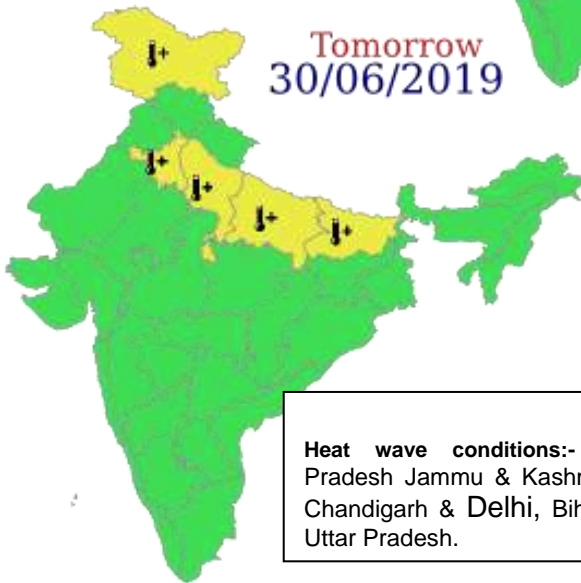 Tomorrow
30/06/2019
Heat wave conditions:-
Pradesh Jammu &
Chandigarh & Delhi,
Uttar Pradesh.